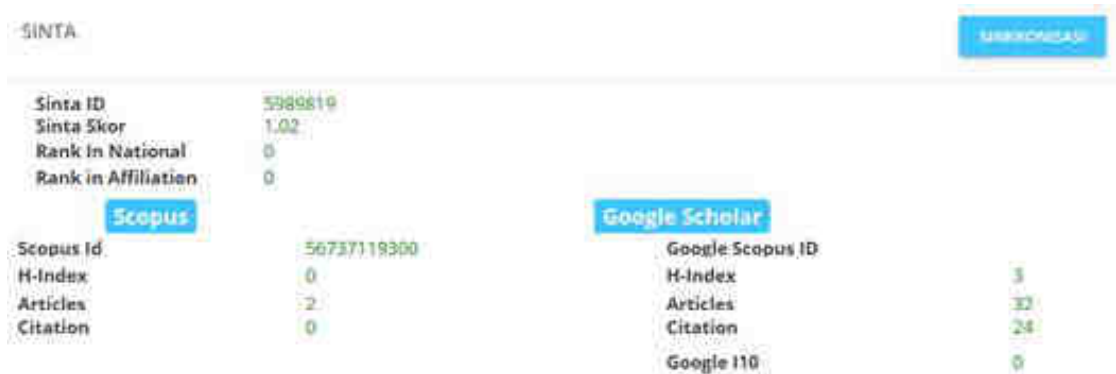 SINTA
SINKRONISASI
Sinta ID 5989819
Sinta Skor 1.02
Rank In National 0
Rank in Affiliation 0
Scopus Google Scholar
Scopus Id 56737119300 Google Scopus ID
H-Index 0 H-Index 3
Articles 2 Articles 32
Citation 0 Citation 24
Google I10 0